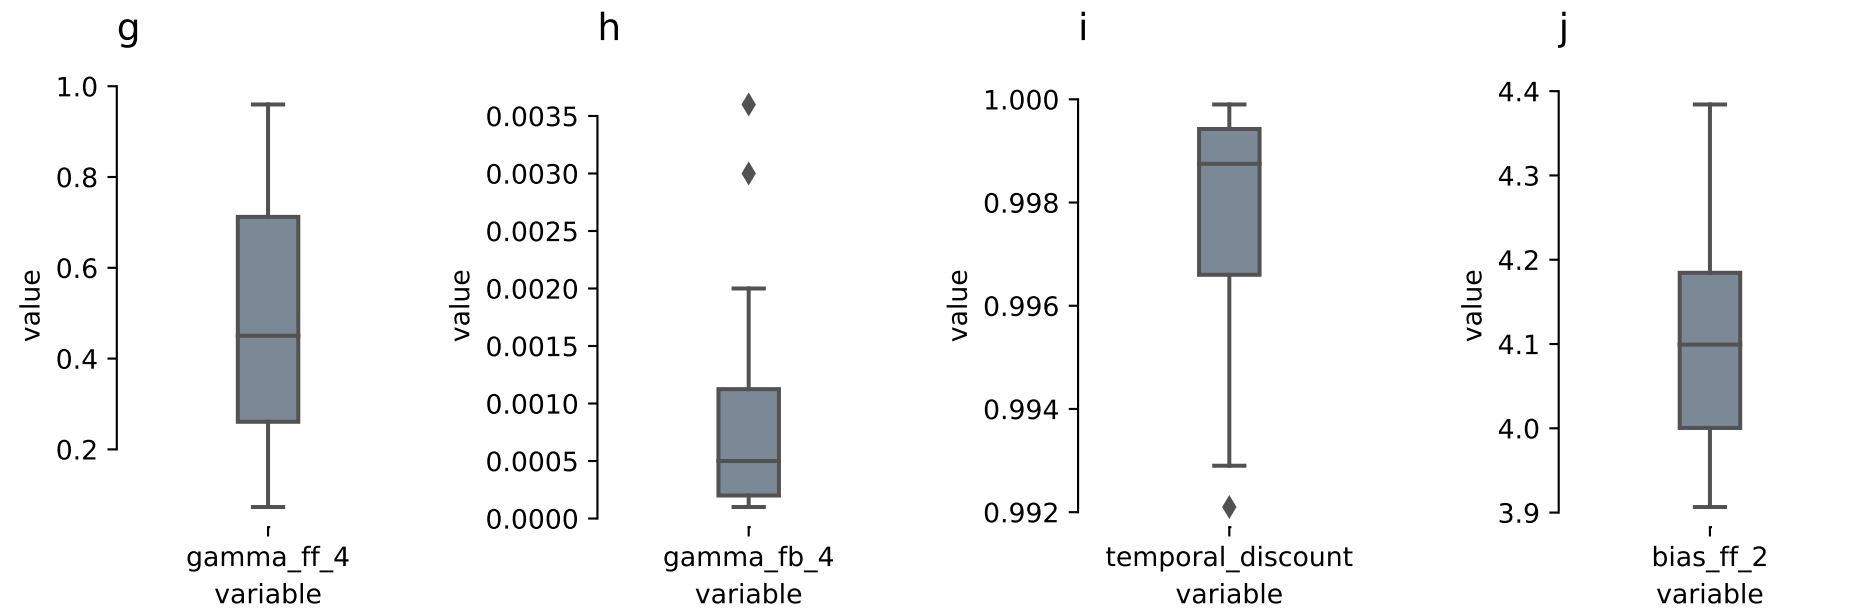 g
1.0
0.8
0.6
0.4
0.2
value
gamma_ff_4
variable
h
0.0035
0.0030
0.0025
0.0020
0.0015
0.0010
0.0005
0.0000
value
gamma_fb_4
variable
i
1.000
0.998
0.996
0.994
0.992
value
temporal_discount
variable
j
4.4
4.3
4.2
4.1
4.0
3.9
value
bias_ff_2
variable